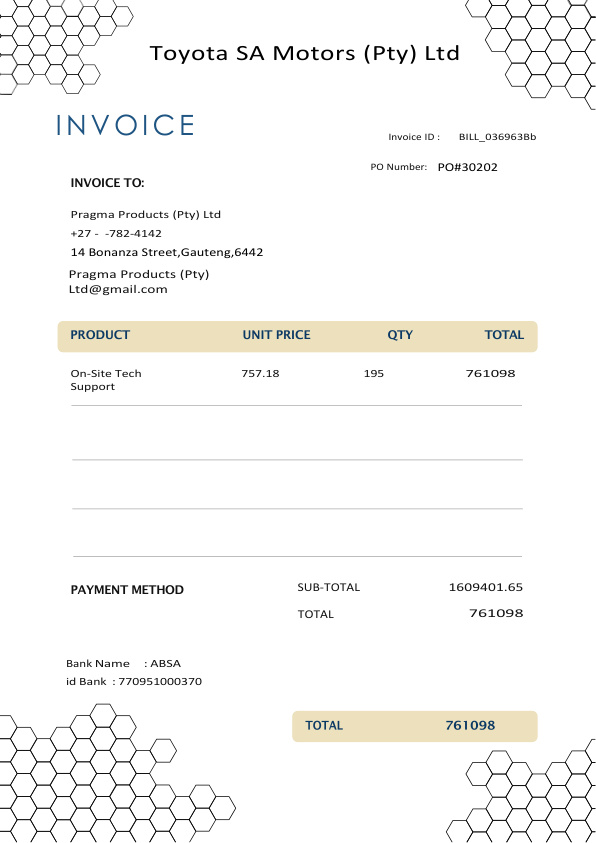 Toyota SA Motors (Pty) Ltd
INVOICE
Invoice ID : BILL_036963Bb
PO Number: PO#30202
INVOICE TO:
Pragma Products (Pty) Ltd
+27 - -782-4142
14 Bonanza Street,Gauteng,6442
Pragma Products (Pty)
Ltd@gmail.com
PRODUCT UNIT PRICE QTY TOTAL
On-Site Tech 757.18 195 761098
Support
PAYMENT METHOD
SUB-TOTAL 1609401.65
TOTAL 761098
Bank Name : ABSA
id Bank : 770951000370
TOTAL 761098